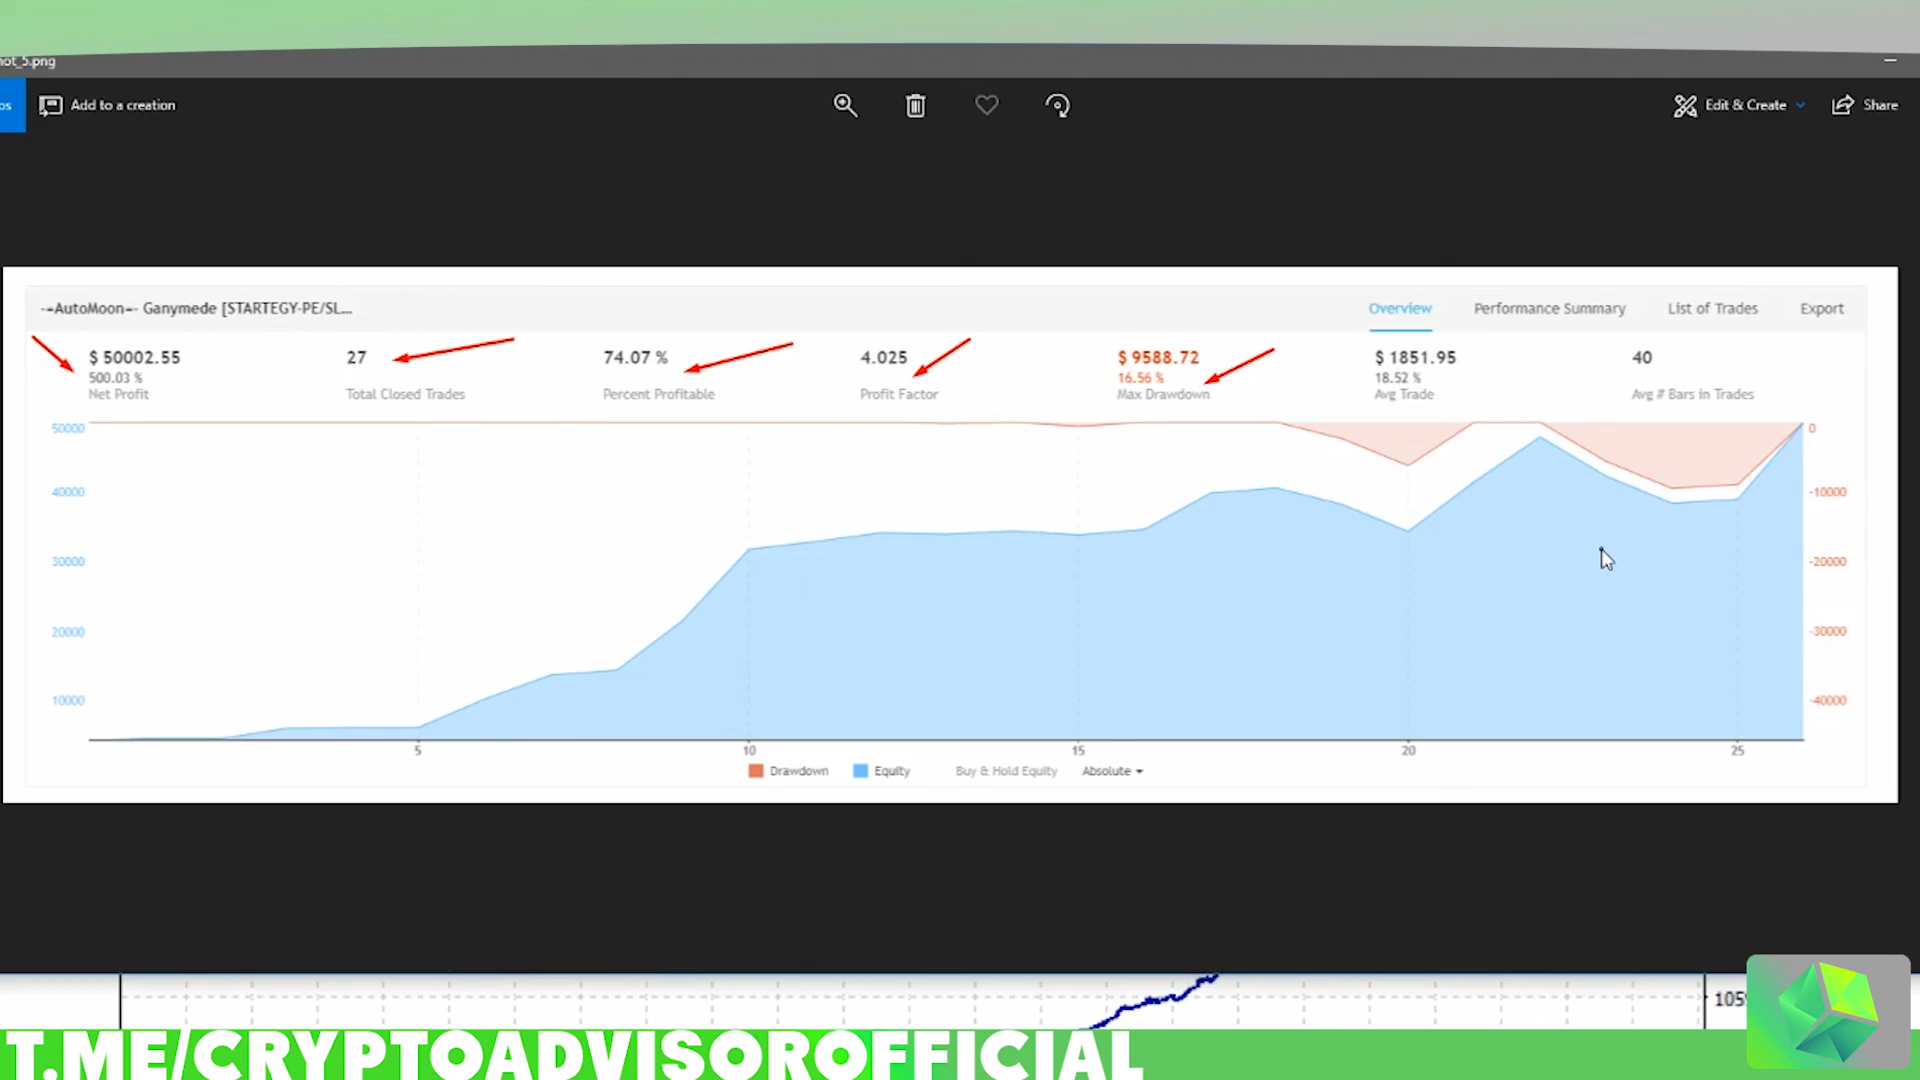 hot_5.png
os Add to a creation Edit & Create Share
-=AutoMoon=- Ganymede [STARTEGY-PE/SL... Overview Performance Summary List of Trades Export
$ 50002.55 27 74.07 % 4.025 $ 9588.72 $ 1851.95 40
500.03 % 16.56 % 18.52 %
Net Profit Total Closed Trades Percent Profitable Profit Factor Max Drawdown Avg Trade Avg # Bars in Trades
50000 0
40000 -10000
30000 -20000
20000 -30000
10000 -40000
5 10 15 20 25
Drawdown Equity Buy & Hold Equity Absolute
105
T.ME/CRYPTOADVISOROFFICIAL